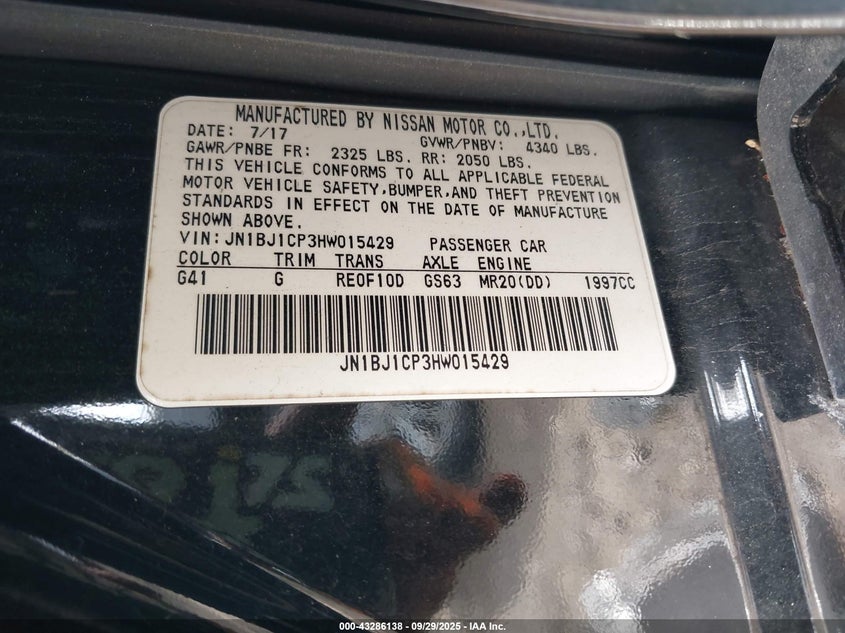 MANUFACTURED BY NISSAN MOTOR CO.,LTD.
DATE: 7/17 GVWR/PNBV: 4340 LBS.
GAWR/PNBE FR: 2325 LBS. RR: 2050 LBS.
THIS VEHICLE CONFORMS TO ALL APPLICABLE FEDERAL
MOTOR VEHICLE SAFETY,BUMPER,AND THEFT PREVENTION
STANDARDS IN EFFECT ON THE DATE OF MANUFACTURE
SHOWN ABOVE.
VIN:JN1BJ1CP3HW015429 PASSENGER CAR
COLOR TRIM TRANS AXLE ENGINE
G41 G RE0F10D GS63 MR20(DD) 1997CC
JN1BJ1CP3HW015429
000-43286138 - 09/29/2025 - IAA Inc.